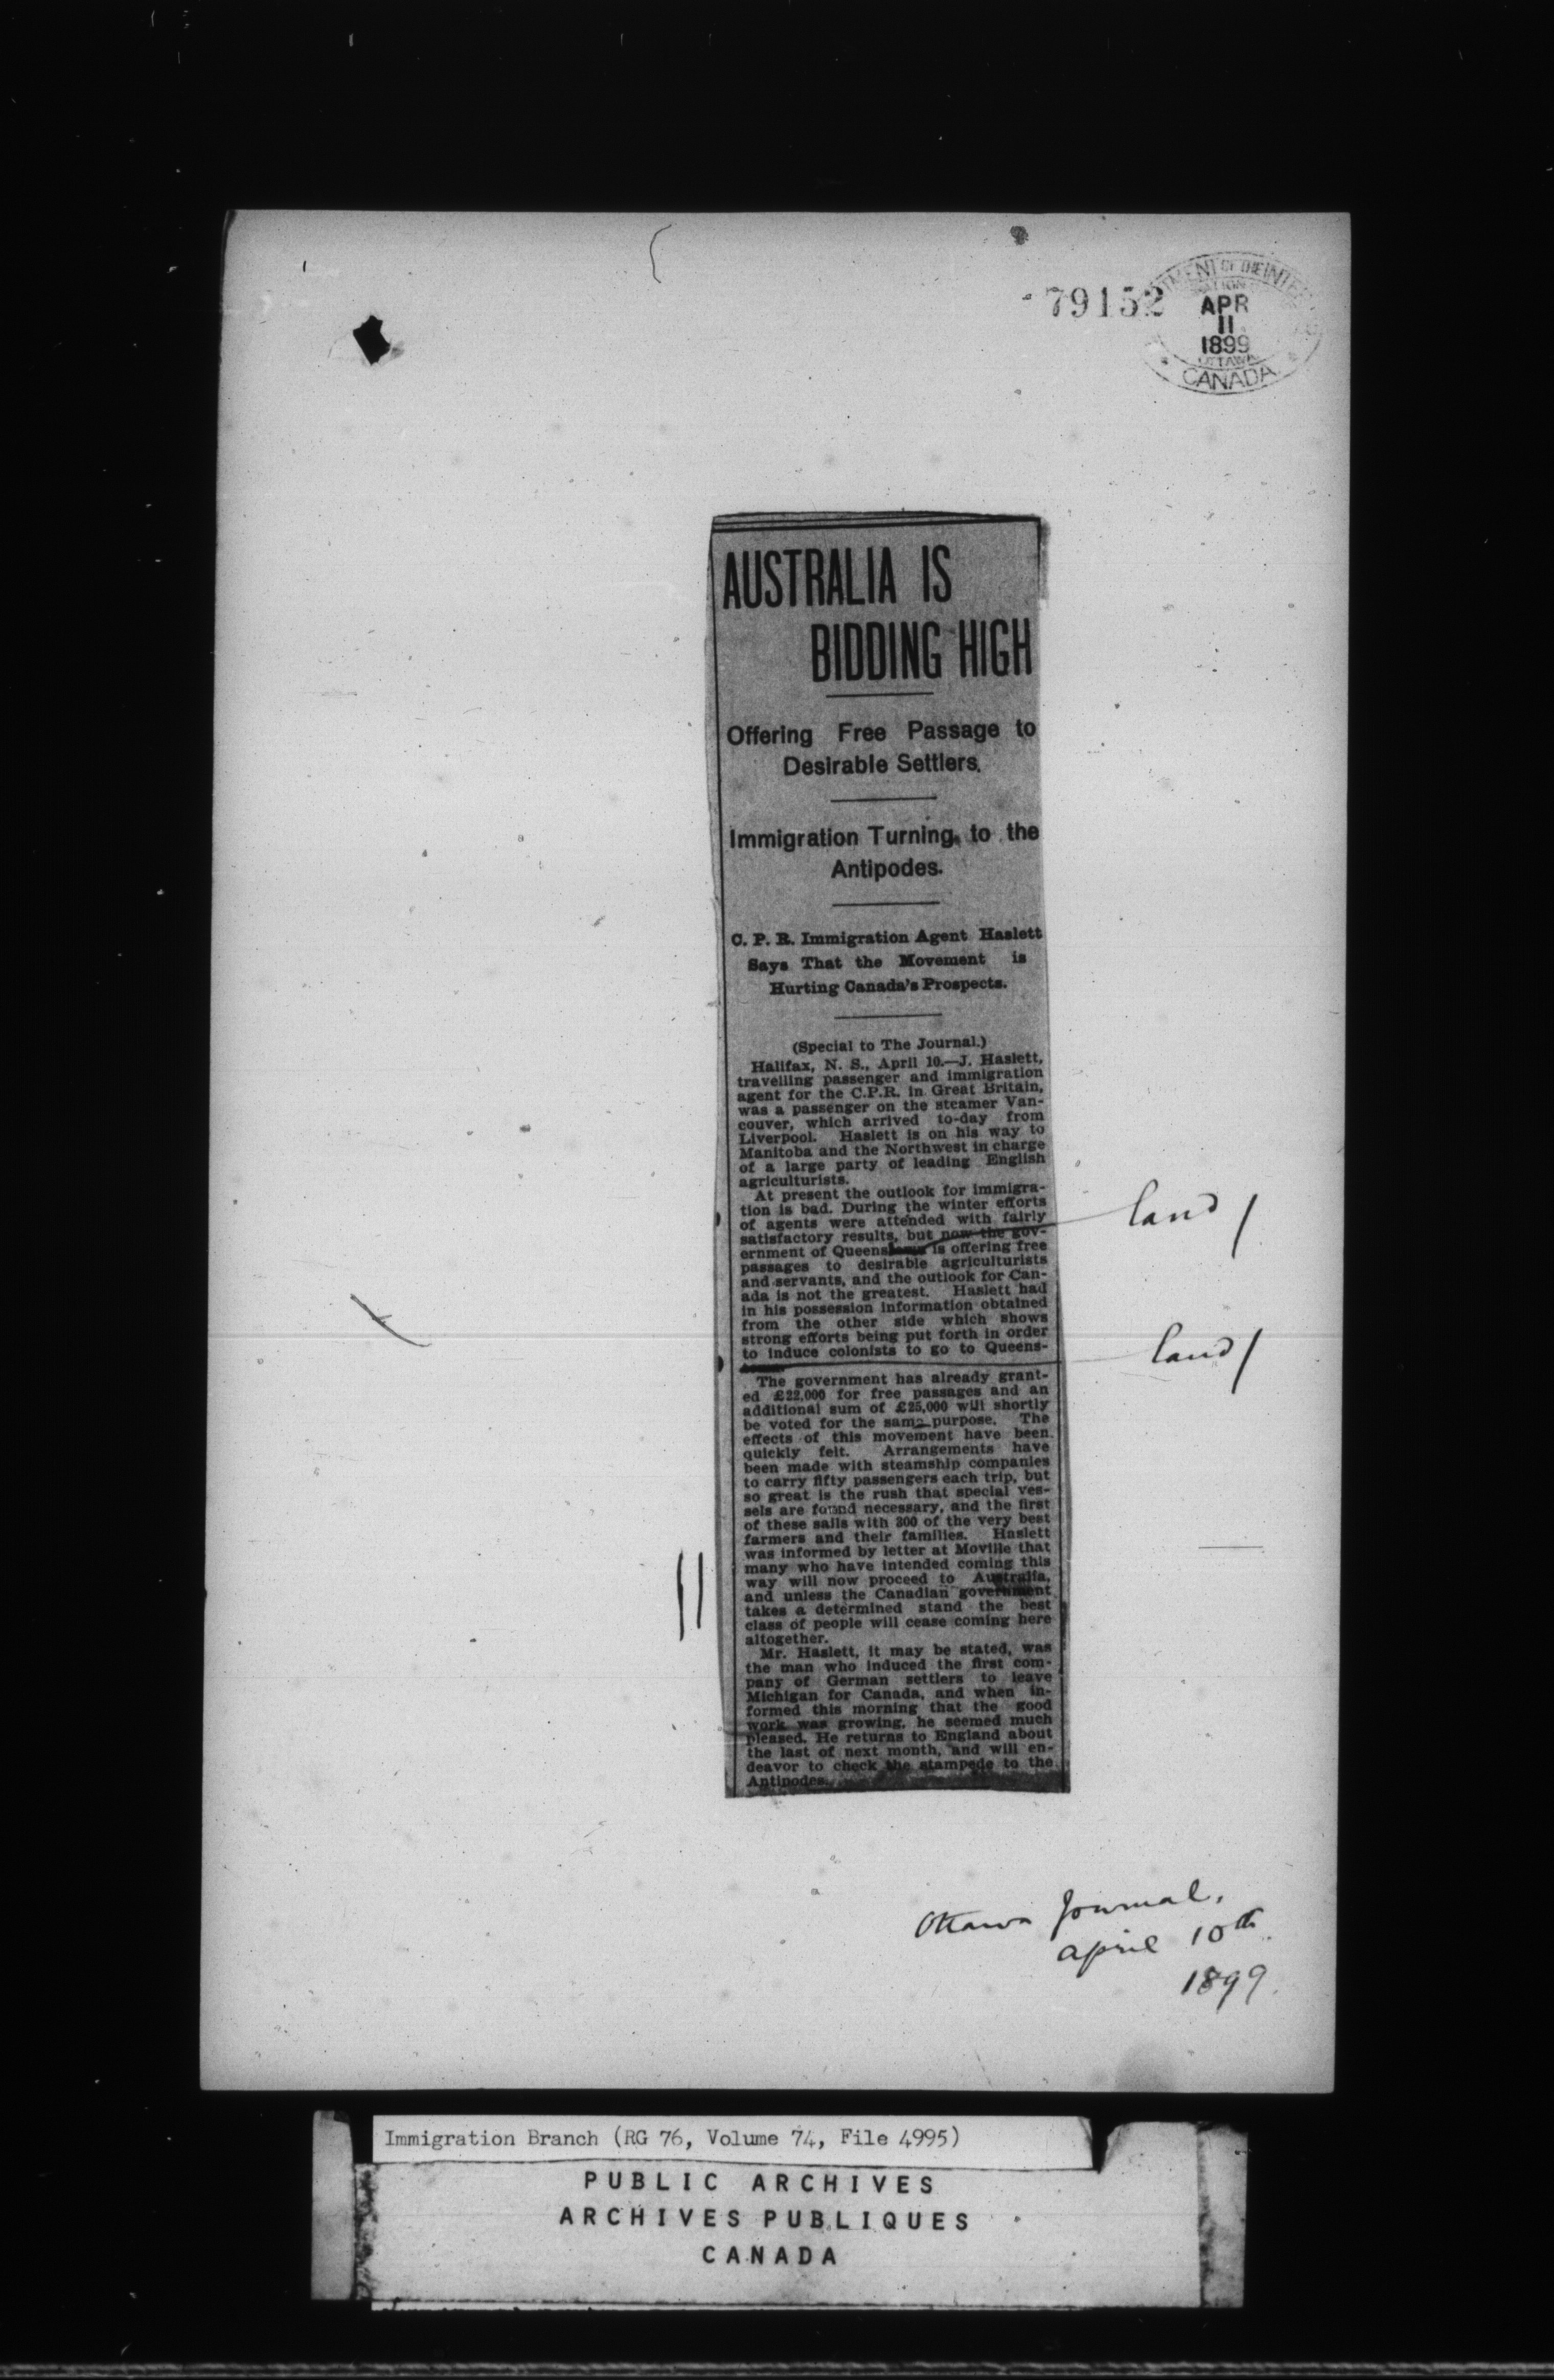 79152
DEPARTMENT OF THE INTERIOR
APR
11
1899
OTTAWA
CANADA
AUSTRALIA IS
BIDDING HIGH
Offering Free Passage to
Desirable Settlers.
Immigration Turning to the
Antipodes.
C. P. R. Immigration Agent Haslett
Says That the Movement is
Hurting Canada's Prospects.
(Special to The Journal.)
Halifax, N. S., April 10.—J. Haslett,
travelling passenger and immigration
agent for the C.P.R. in Great Britain,
was a passenger on the steamer Van-
couver, which arrived to-day from
Liverpool. Haslett is on his way to
Manitoba and the Northwest in charge
of a large party of leading English
agriculturists.
At present the outlook for immigra-
tion is bad. During the winter efforts
of agents were attended with fairly
satisfactory results, but now the gov-
ernment of Queens is offering free
land/
passages to desirable agriculturists
and servants, and the outlook for Can-
ada is not the greatest. Haslett had
in his possession information obtained
from the other side which shows
strong efforts being put forth in order
to induce colonists to go to Queens-
land/
The government has already grant-
ed £22,000 for free passages and an
additional sum of £25,000 will shortly
be voted for the same purpose. The
effects of this movement have been
quickly felt. Arrangements have
been made with steamship companies
to carry fifty passengers each trip, but
so great is the rush that special ves-
sels are found necessary, and the first
of these sails with 300 of the very best
farmers and their families. Haslett
was informed by letter at Moville that
many who have intended coming this
way will now proceed to Australia,
and unless the Canadian government
takes a determined stand the best
class of people will cease coming here
altogether.
Mr. Haslett, it may be stated, was
the man who induced the first com-
pany of German settlers to leave
Michigan for Canada, and when in-
formed this morning that the good
work was growing, he seemed much
pleased. He returns to England about
the last of next month, and will en-
deavor to check the stampede to the
Antipodes.
Ottawa Journal,
April 10th
1899.
Immigration Branch (RG 76, Volume 74, File 4995)
PUBLIC ARCHIVES
ARCHIVES PUBLIQUES
CANADA